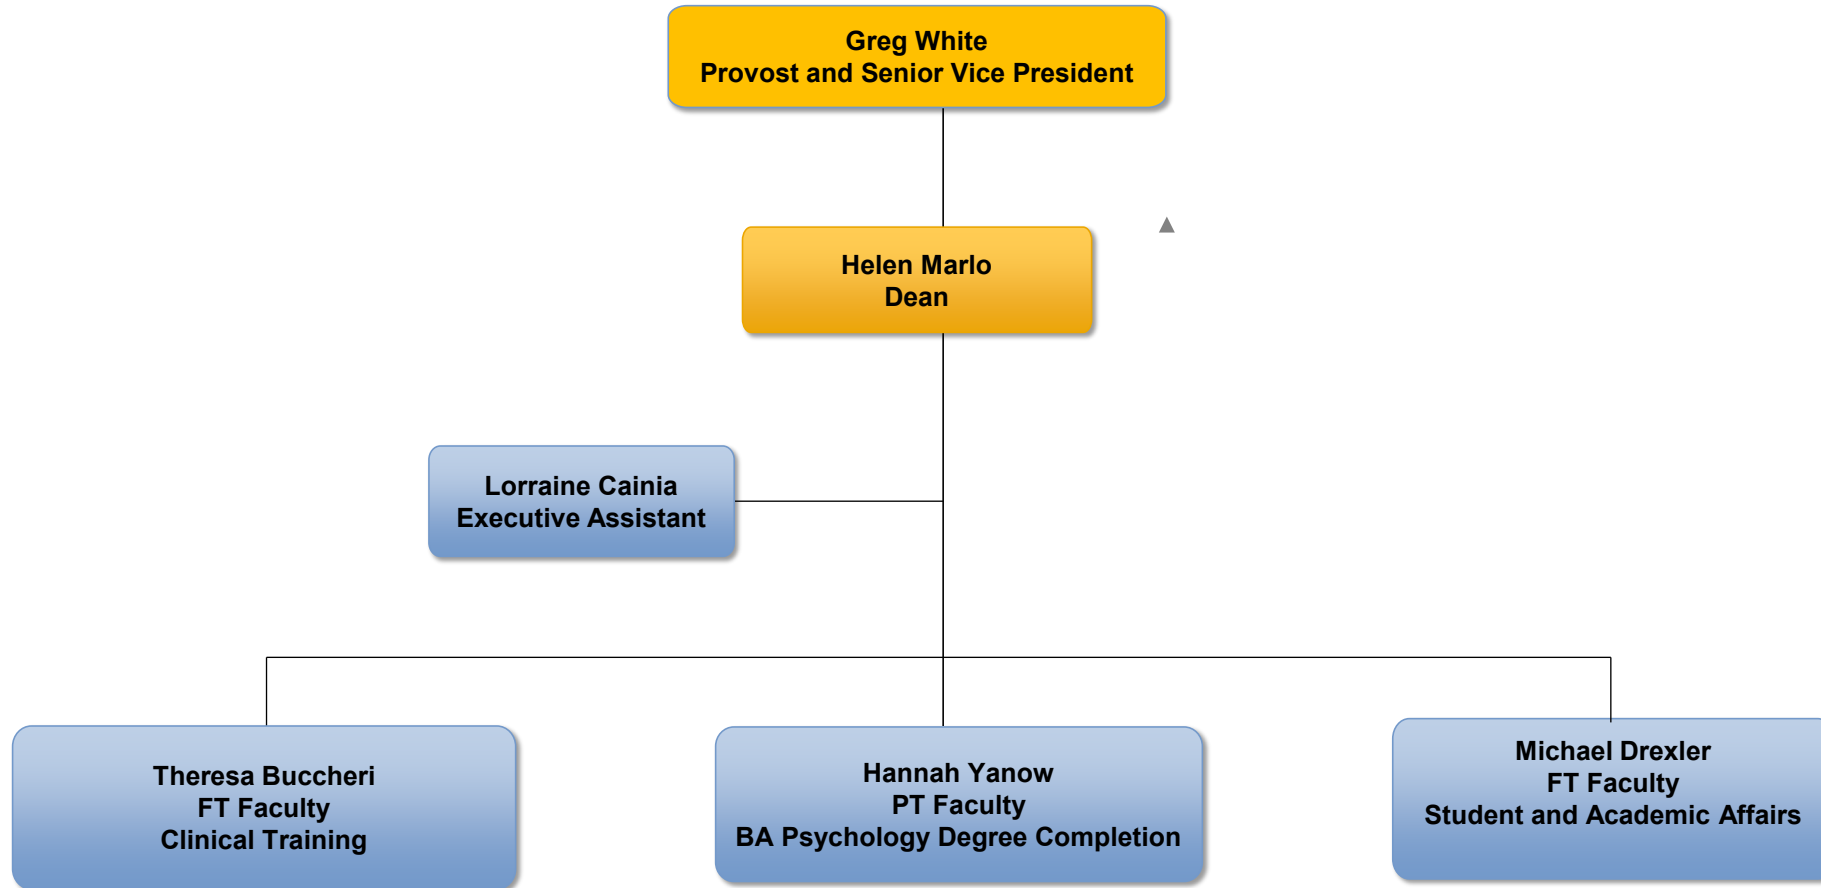 Greg White
Provost and Senior Vice President
Helen Marlo
Dean
Lorraine Cainia
Executive Assistant
Theresa Buccheri
FT Faculty
Clinical Training
Hannah Yanow
PT Faculty
BA Psychology Degree Completion
Michael Drexler
FT Faculty
Student and Academic Affairs